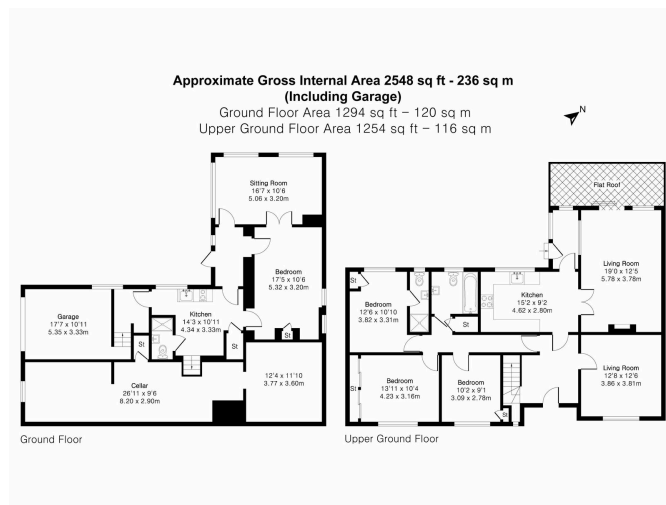 Approximate Gross Internal Area 2548 sq ft - 236 sq m
(Including Garage)
Ground Floor Area 1294 sq ft – 120 sq m
Upper Ground Floor Area 1254 sq ft – 116 sq m
N
Sitting Room
16'7 x 10'6
5.06 x 3.20m
Bedroom
17'5 x 10'6
5.32 x 3.20m
St
Garage
17'7 x 10'11
5.35 x 3.33m
Kitchen
14'3 x 10'11
4.34 x 3.33m
St
St
Cellar
26'11 x 9'6
8.20 x 2.90m
12'4 x 11'10
3.77 x 3.60m
Ground Floor
Flat Roof
Living Room
19'0 x 12'5
5.78 x 3.78m
St
Bedroom
12'6 x 10'10
3.82 x 3.31m
Kitchen
15'2 x 9'2
4.62 x 2.80m
St
Living Room
12'8 x 12'6
3.86 x 3.81m
St
Bedroom
13'11 x 10'4
4.23 x 3.16m
Bedroom
10'2 x 9'1
3.09 x 2.78m
St
Upper Ground Floor